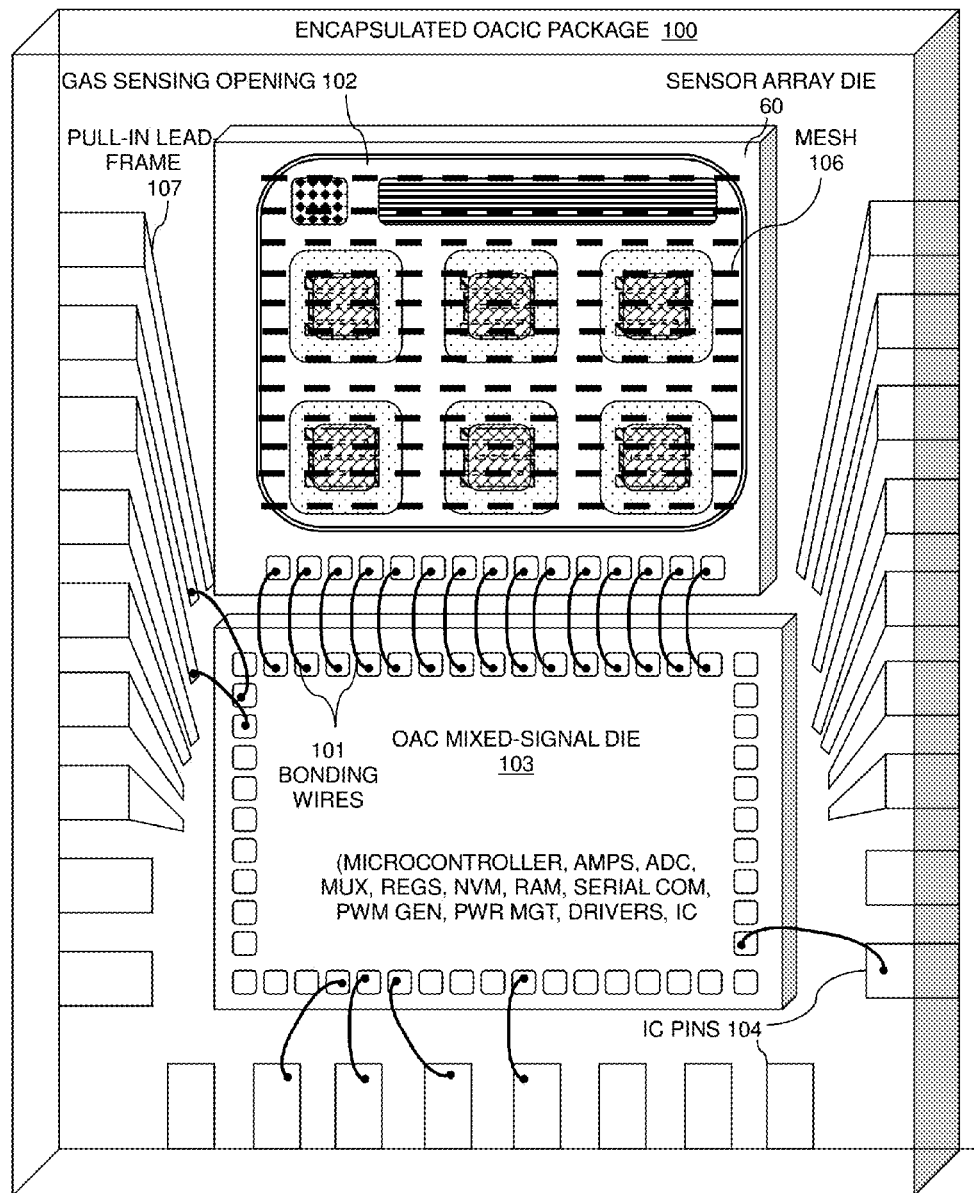 ENCAPSULATED OACIC PACKAGE 100
GAS SENSING OPENING 102
SENSOR ARRAY DIE
60
PULL-IN LEAD
FRAME
107
MESH
106
101
BONDING
WIRES
OAC MIXED-SIGNAL DIE
103
(MICROCONTROLLER, AMPS, ADC,
MUX, REGS, NVM, RAM, SERIAL COM,
PWM GEN, PWR MGT, DRIVERS, IC
IC PINS 104